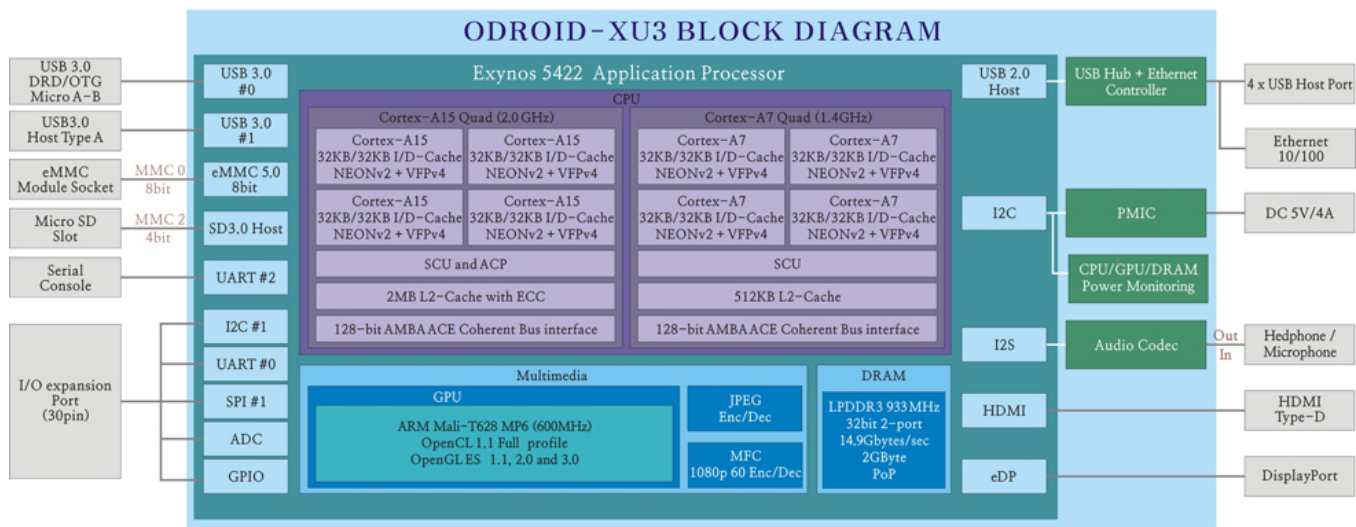 ODROID-XU3 BLOCK DIAGRAM
USB 3.0
DRD/OTG
Micro A-B
USB3.0
Host Type A
eMMC
Module Socket
MMC 0
8bit
Micro SD
Slot
MMC 2
4bit
Serial
Console
I/O expansion
Port
(30pin)
USB 3.0
#0
USB 3.0
#1
eMMC 5.0
8bit
SD3.0 Host
UART #2
I2C #1
UART #0
SPI #1
ADC
GPIO
Exynos 5422 Application Processor
CPU
Cortex-A15 Quad (2.0 GHz)
Cortex-A15
32KB/32KB I/D-Cache
NEONv2 + VFPv4
Cortex-A15
32KB/32KB I/D-Cache
NEONv2 + VFPv4
Cortex-A15
32KB/32KB I/D-Cache
NEONv2 + VFPv4
Cortex-A15
32KB/32KB I/D-Cache
NEONv2 + VFPv4
SCU and ACP
2MB L2-Cache with ECC
128-bit AMBA ACE Coherent Bus interface
Cortex-A7 Quad (1.4GHz)
Cortex-A7
32KB/32KB I/D-Cache
NEONv2 + VFPv4
Cortex-A7
32KB/32KB I/D-Cache
NEONv2 + VFPv4
Cortex-A7
32KB/32KB I/D-Cache
NEONv2 + VFPv4
Cortex-A7
32KB/32KB I/D-Cache
NEONv2 + VFPv4
SCU
512KB L2-Cache
128-bit AMBA ACE Coherent Bus interface
Multimedia
GPU
ARM Mali-T628 MP6 (600MHz)
OpenCL 1.1 Full profile
OpenGL ES 1.1, 2.0 and 3.0
JPEG
Enc/Dec
MFC
1080p 60 Enc/Dec
DRAM
LPDDR3 933MHz
32bit 2-port
14.9Gbytes/sec
2GByte
PoP
USB 2.0
Host
I2C
I2S
HDMI
eDP
USB Hub + Ethernet
Controller
PMIC
CPU/GPU/DRAM
Power Monitoring
Audio Codec
Out
In
4 x USB Host Port
Ethernet
10/100
DC 5V/4A
Hedphone /
Microphone
HDMI
Type-D
DisplayPort